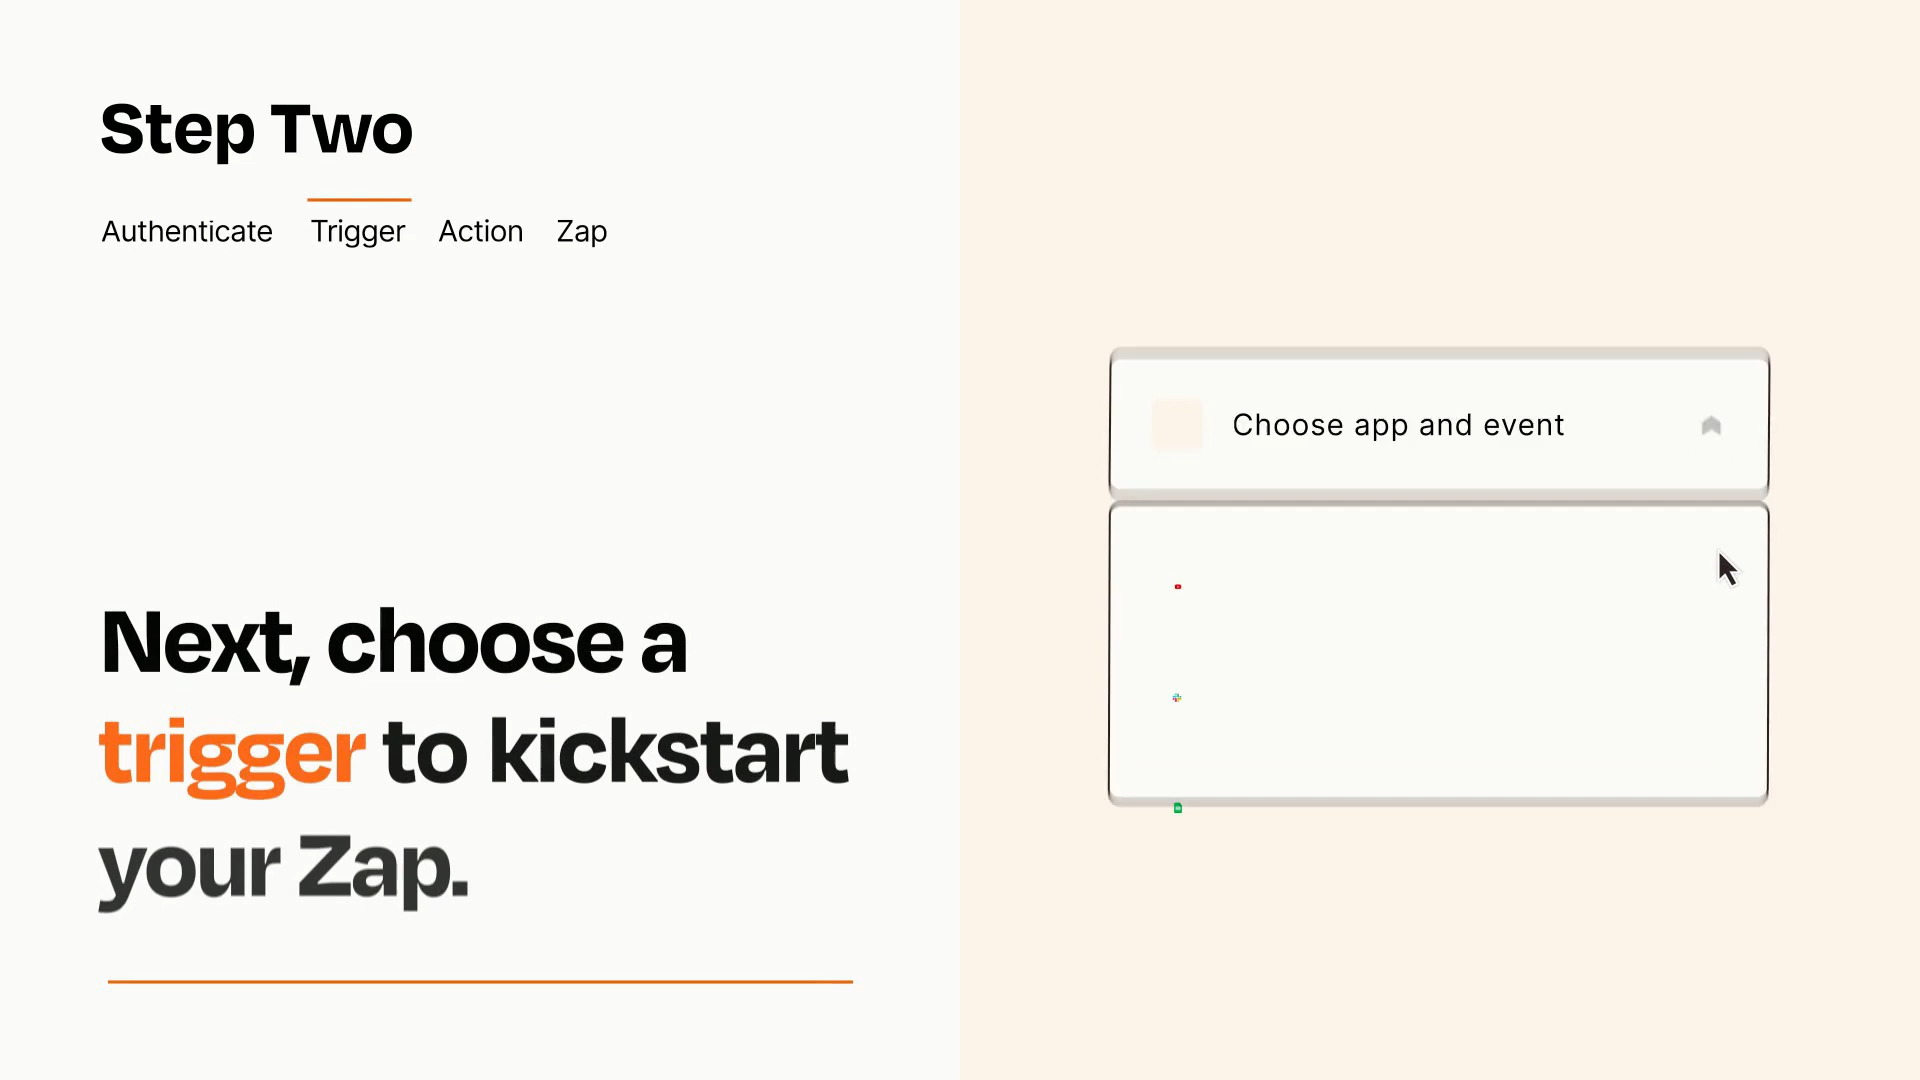 Step Two
Authenticate Trigger Action Zap
Next, choose a
trigger to kickstart
your Zap.
Choose app and event